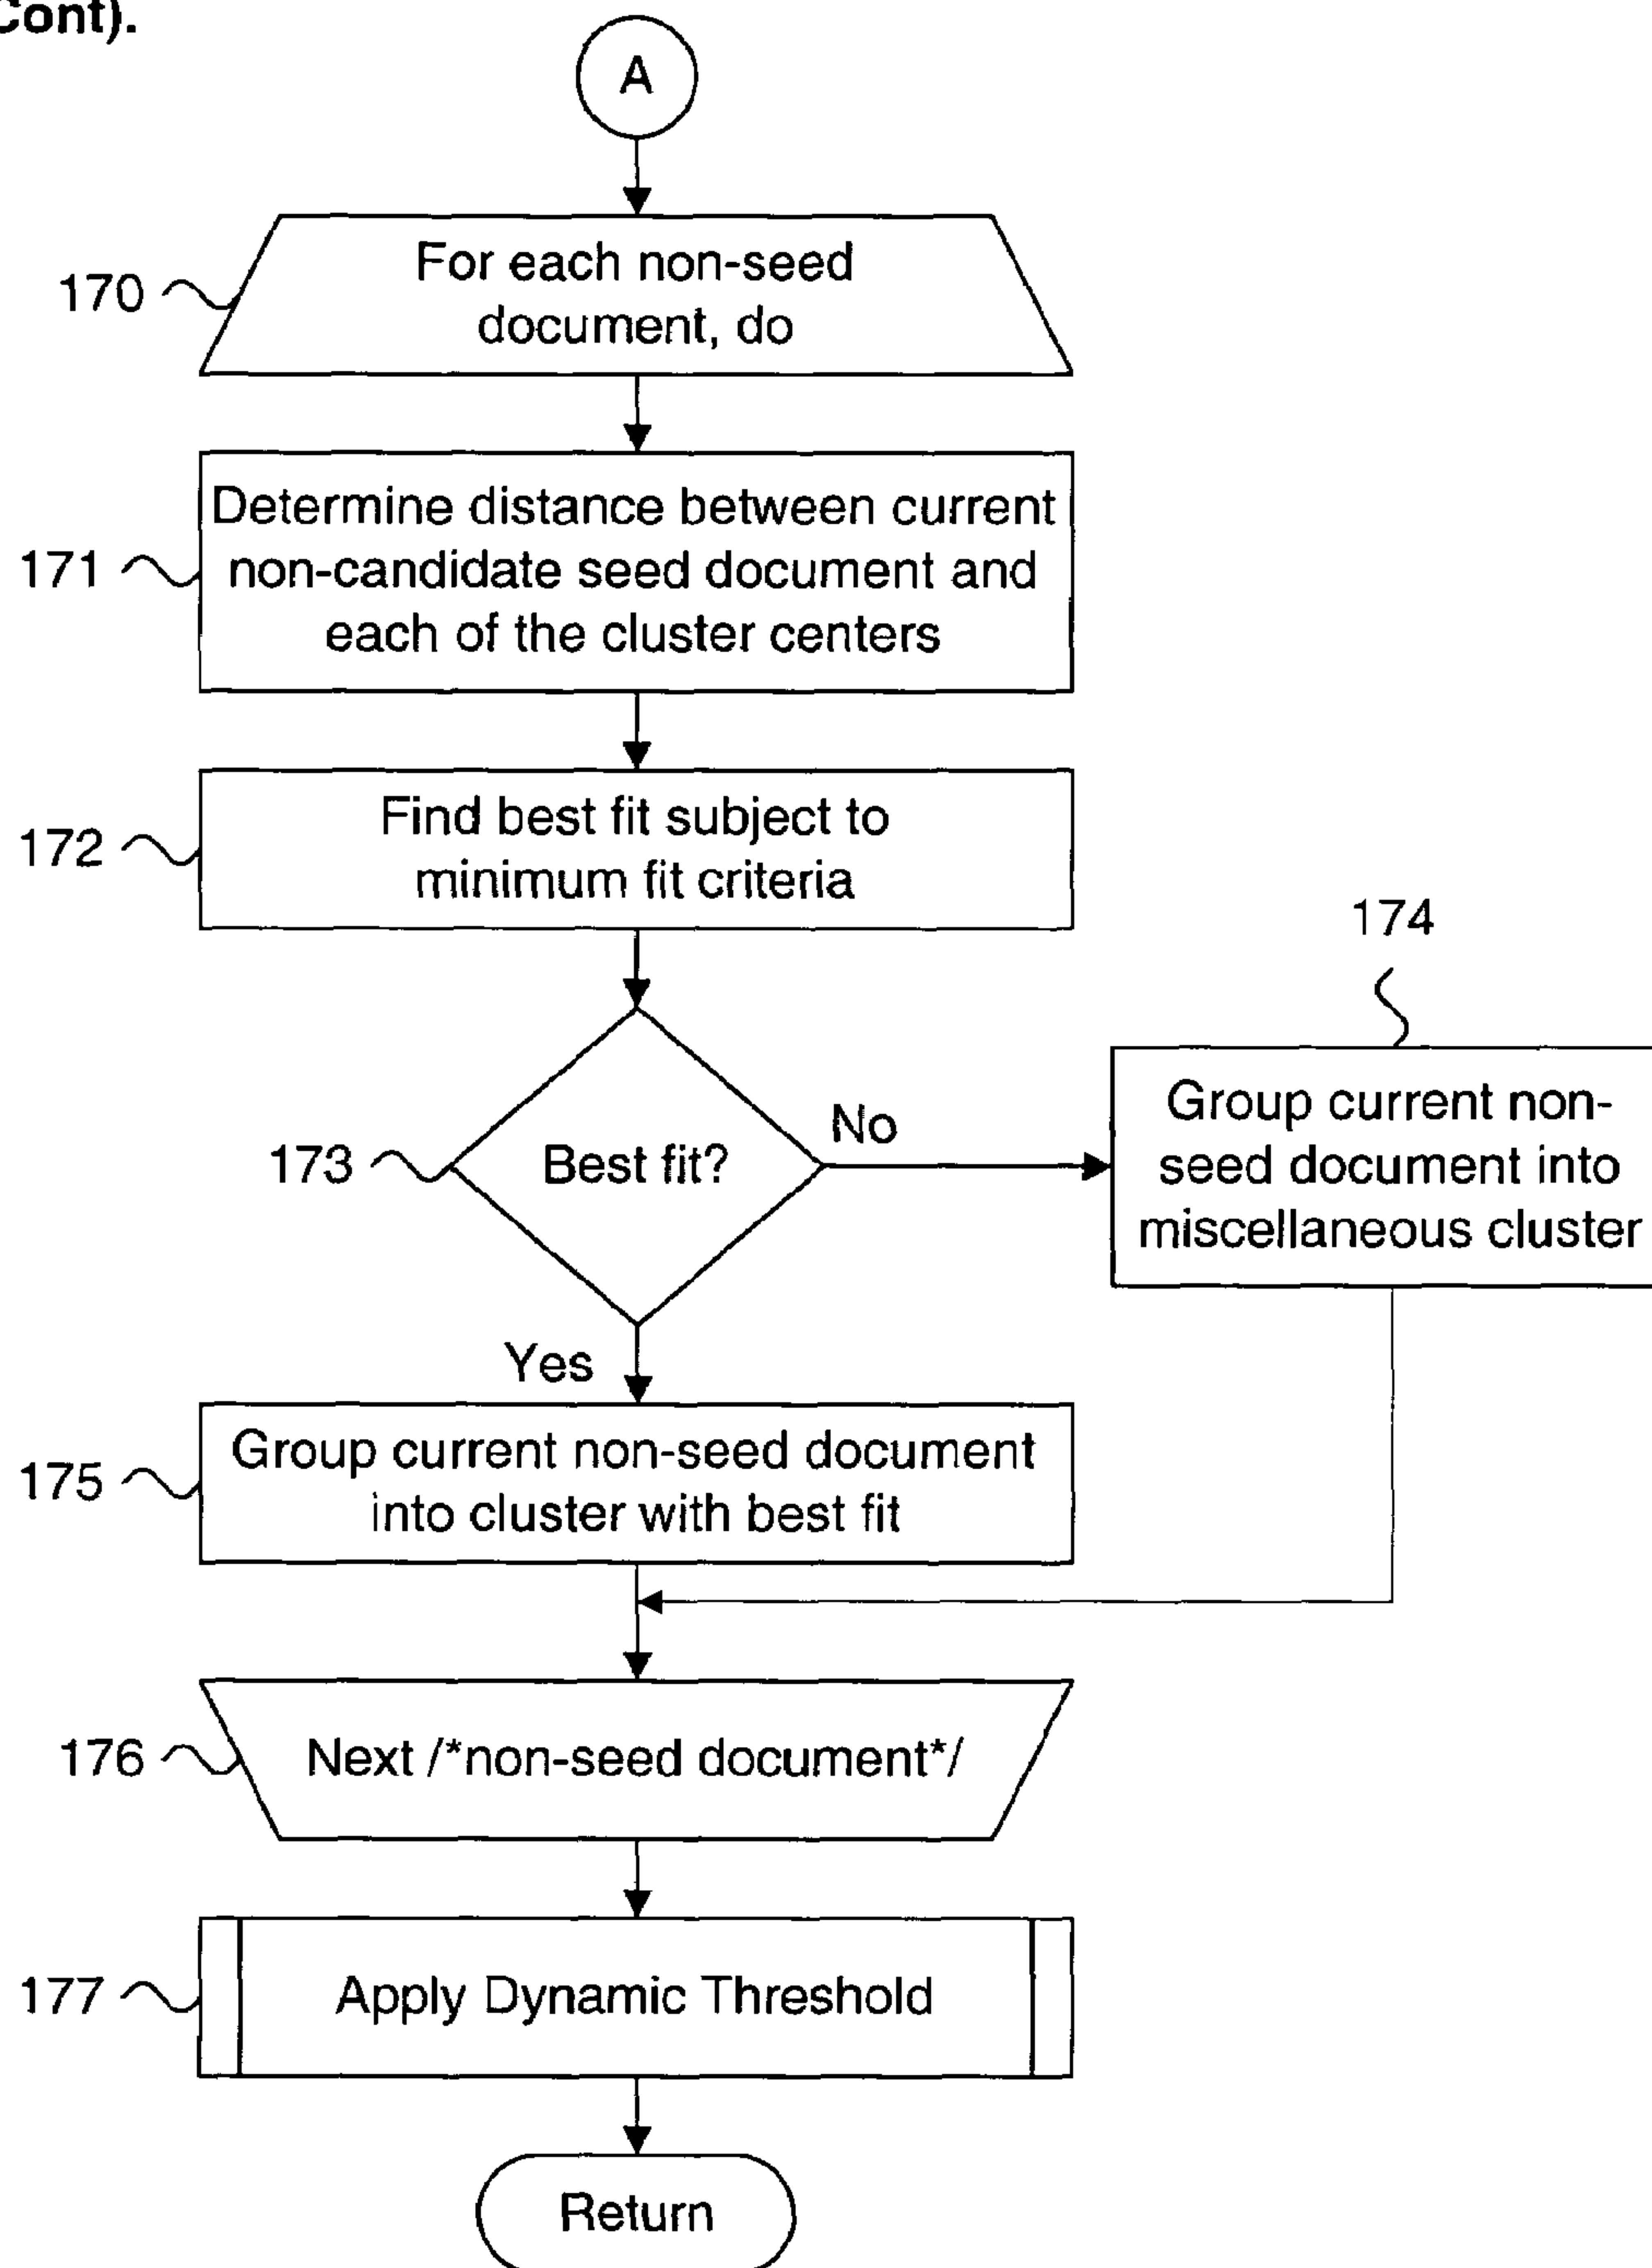 Cont).
A
170
For each non-seed
document, do
171
Determine distance between current
non-candidate seed document and
each of the cluster centers
172
Find best fit subject to
minimum fit criteria
173
Best fit?
No
174
Group current non-
seed document into
miscellaneous cluster
Yes
175
Group current non-seed document
into cluster with best fit
176
Next /*non-seed document*/
177
Apply Dynamic Threshold
Return